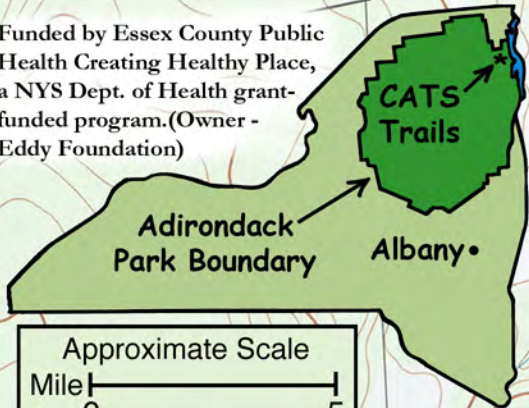 Funded by Essex County Public
Health Creating Healthy Place,
a NYS Dept. of Health grant-
funded program.(Owner -
Eddy Foundation)
CATS
Trails
*
Adirondack
Park Boundary
Albany
Approximate Scale
Mile
0 5